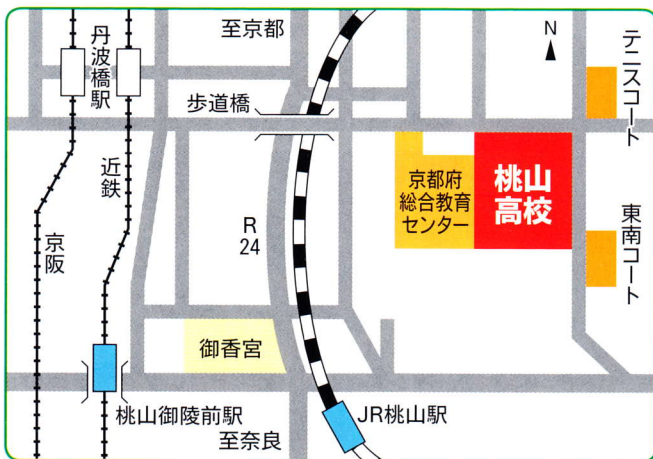 至京都
N
丹波橋駅
テニスコート
歩道橋
近鉄
京都府
総合教育
センター
桃山
高校
京阪
R
24
東南コート
御香宮
桃山御陵前駅
JR桃山駅
至奈良